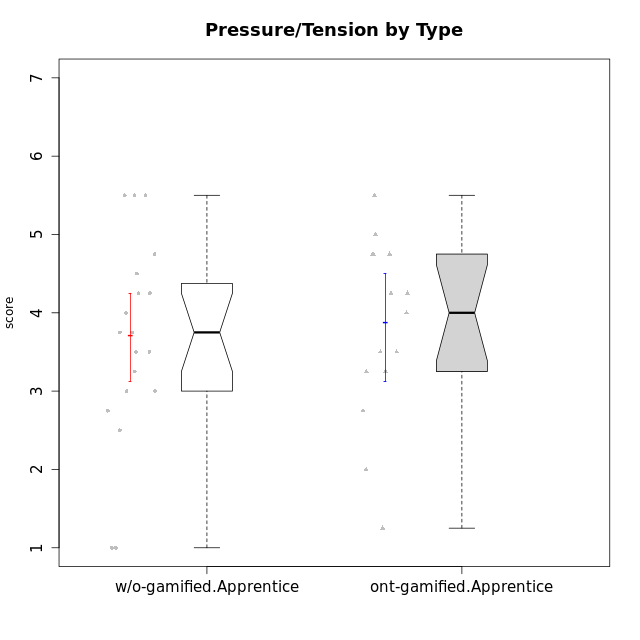 Pressure/Tension by Type
7
6
5
4
3
2
1
score
w/o-gamified.Apprentice
ont-gamified.Apprentice